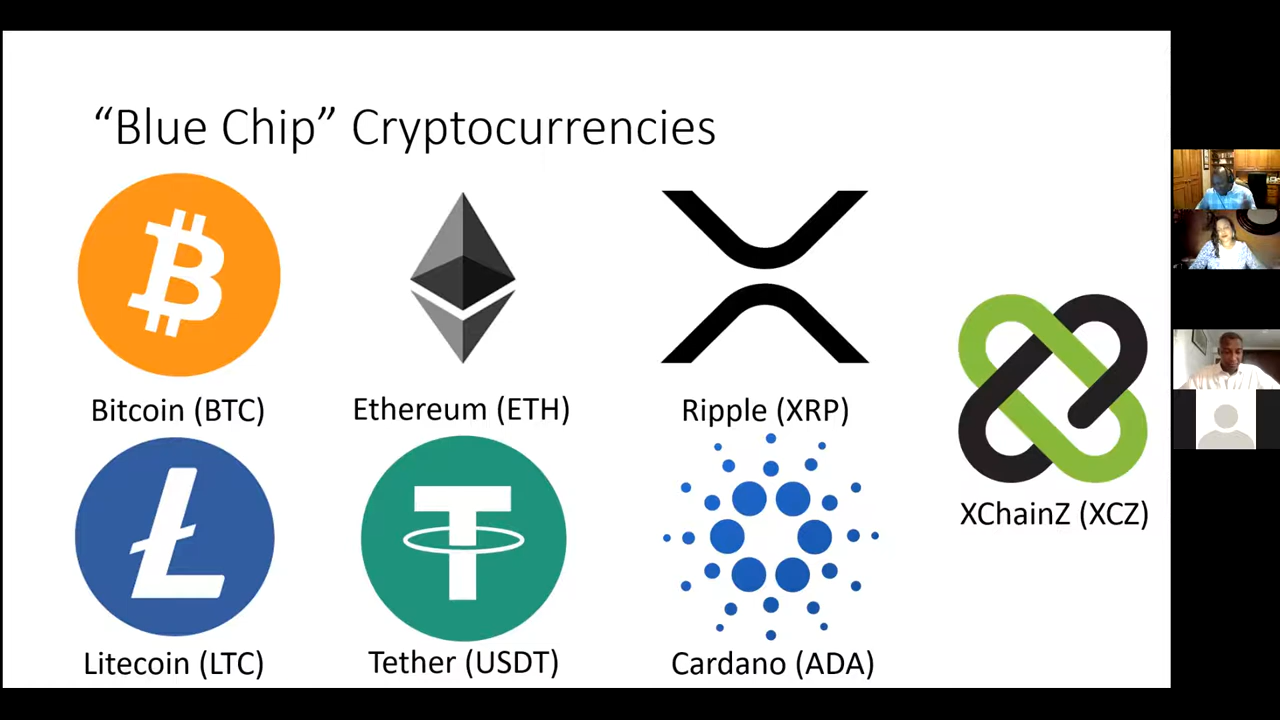 “Blue Chip” Cryptocurrencies
Bitcoin (BTC)
Ethereum (ETH)
Ripple (XRP)
XChainZ (XCZ)
Litecoin (LTC)
Tether (USDT)
Cardano (ADA)